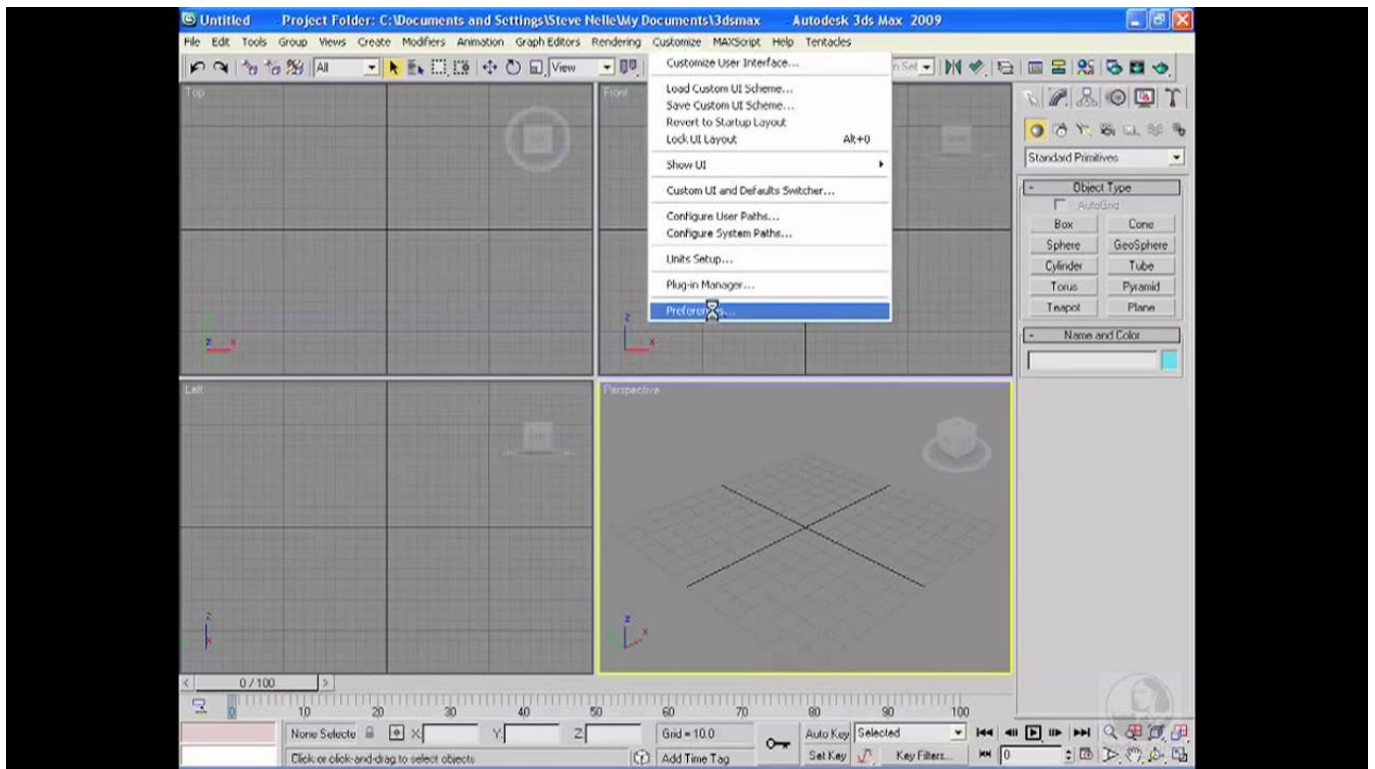 Untitled - Project Folder: C:\Documents and Settings\Steve Nelle\My Documents\3dsmax - Autodesk 3ds Max 2009
File Edit Tools Group Views Create Modifiers Animation Graph Editors Rendering Customize MAXScript Help Tentacles
All View n Set
Customize User Interface...
Load Custom UI Scheme...
Save Custom UI Scheme...
Revert to Startup Layout
Lock UI Layout Alt+0
Show UI
Custom UI and Defaults Switcher...
Configure User Paths...
Configure System Paths...
Units Setup...
Plug-in Manager...
Preferences...
Top
Front
Left
Perspective
z x
z x
z x
z x
Standard Primitives
- Object Type
AutoGrid
Box Cone
Sphere GeoSphere
Cylinder Tube
Torus Pyramid
Teapot Plane
- Name and Color
< 0 / 100 >
0 10 20 30 40 50 60 70 80 90 100
None Selecte X: Y: Z: Grid = 10.0 Auto Key Selected
Click or click-and-drag to select objects Add Time Tag Set Key Key Filters... 0